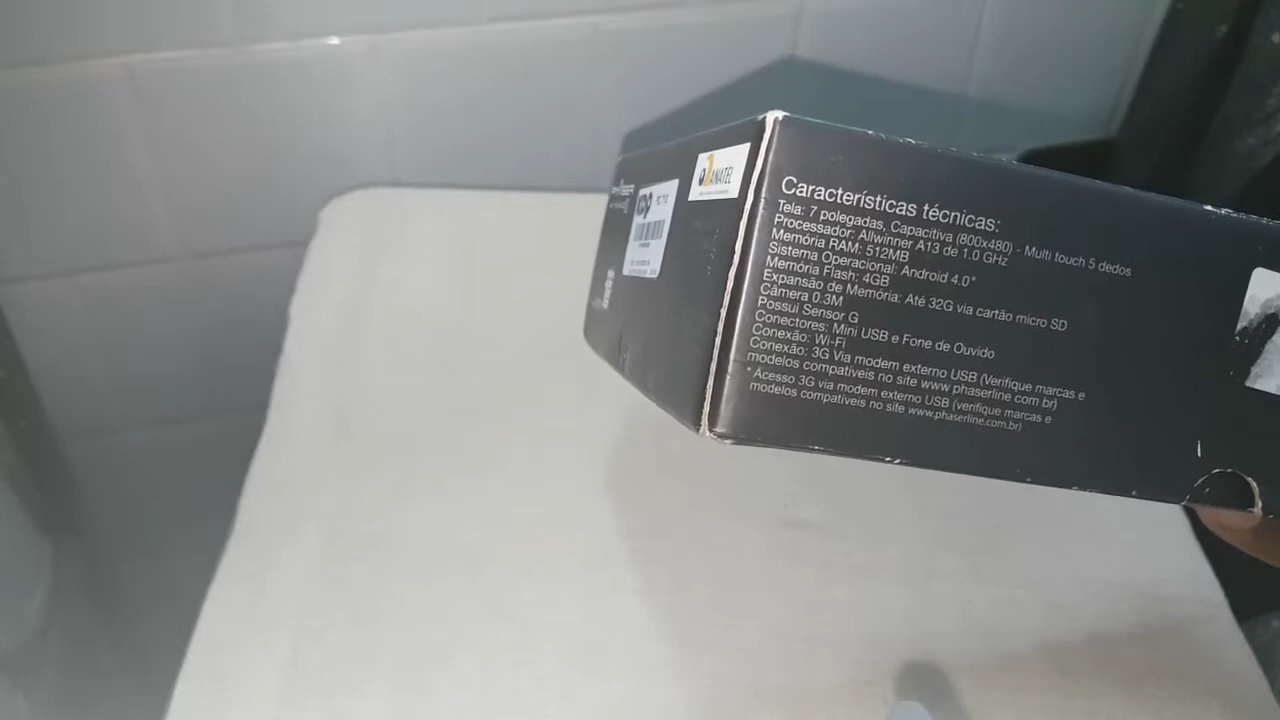 ANATEL
PC 713
Características técnicas:
Tela: 7 polegadas, Capacitiva (800x480) - Multi touch 5 dedos
Processador: Allwinner A13 de 1.0 GHz
Memória RAM: 512MB
Sistema Operacional: Android 4.0*
Memória Flash: 4GB
Expansão de Memória: Até 32G via cartão micro SD
Câmera 0.3M
Possui Sensor G
Conectores: Mini USB e Fone de Ouvido
Conexão: Wi-Fi
Conexão: 3G Via modem externo USB (Verifique marcas e
modelos compatíveis no site www phaserline com br)
* Acesso 3G via modem externo USB (verifique marcas e
modelos compatíveis no site www.phaserline.com.br)